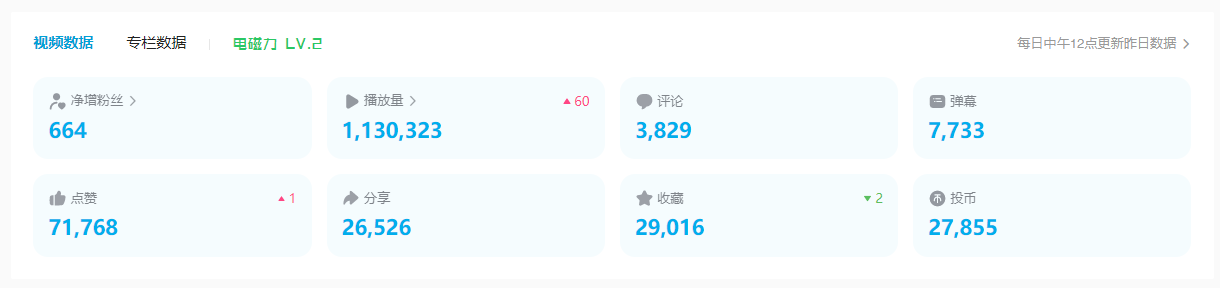 视频数据 专栏数据 电磁力 LV.2 每日中午12点更新昨日数据
净增粉丝 播放量 60 评论 弹幕
664 1,130,323 3,829 7,733
点赞 1 分享 收藏 2 投币
71,768 26,526 29,016 27,855